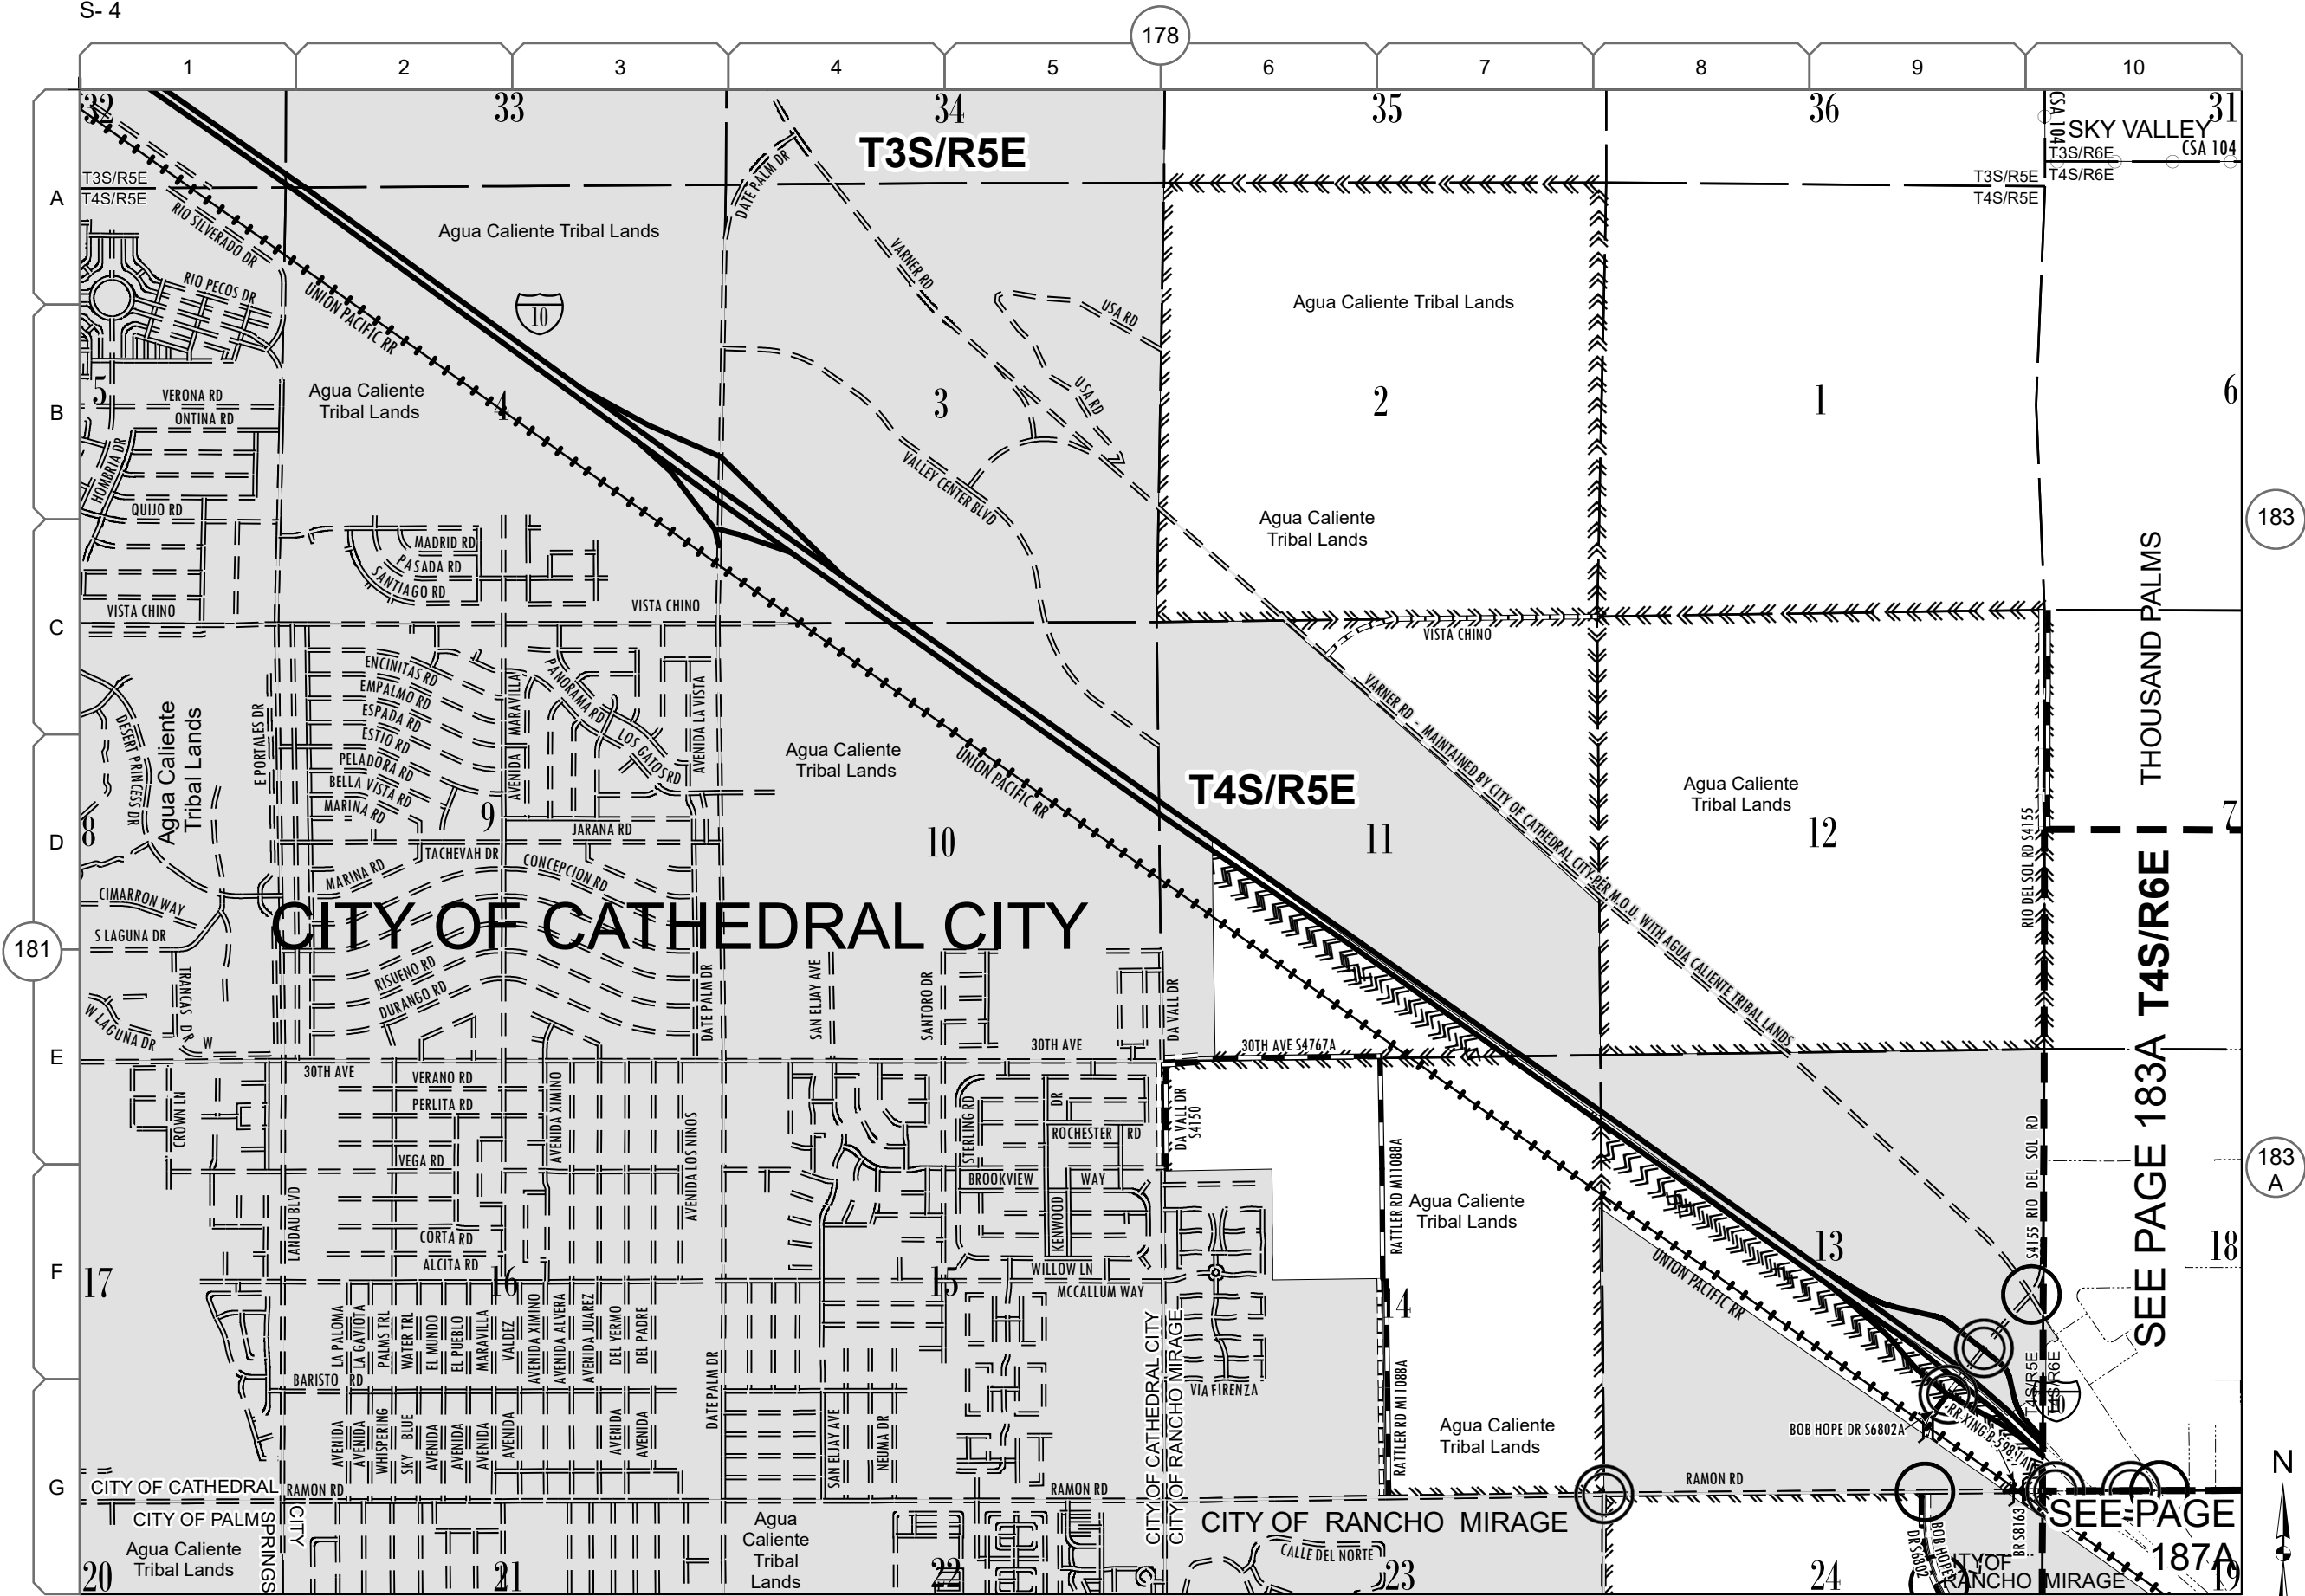 S- 4
178
1 2 3 4 5 6 7 8 9 10
32 33 34 35 36 31
T3S/R5E
CSA 104
SKY VALLEY
CSA 104
T3S/R6E
T4S/R6E
A
T3S/R5E
T4S/R5E
T3S/R5E
T4S/R5E
DATE PALM DR
RIO SILVERADO DR
Agua Caliente Tribal Lands
VARNER RD
RIO PECOS DR
UNION PACIFIC RR
10
USA RD
Agua Caliente Tribal Lands
B
5
VERONA RD
ONTINA RD
Agua Caliente
Tribal Lands
4
3
USA RD
2
1
6
HOMBRIA DR
QUIJO RD
VALLEY CENTER BLVD
Agua Caliente
Tribal Lands
183
MADRID RD
PASADA RD
SANTIAGO RD
THOUSAND PALMS
C
VISTA CHINO
VISTA CHINO
VISTA CHINO
ENCINITAS RD
EMPALMO RD
ESPADA RD
ESTIO RD
PELADORA RD
BELLA VISTA RD
MARINA RD
PANORAMA RD
LOS GATOS RD
AVENIDA MARAVILLA
AVENIDA LA VISTA
E PORTALES DR
DESERT PRINCESS DR
Agua Caliente
Tribal Lands
Agua Caliente
Tribal Lands
UNION PACIFIC RR
T4S/R5E
VARNER RD - MAINTAINED BY CITY OF CATHEDRAL CITY-PER M.O.U. WITH AGUA CALIENTE TRIBAL LANDS
Agua Caliente
Tribal Lands
RIO DEL SOL RD S4155
D
8
9
JARANA RD
10
11
12
7
TACHEVAH DR
MARINA RD
CONCEPCION RD
CIMARRON WAY
CITY OF CATHEDRAL CITY
S LAGUNA DR
181
TRANCAS DR
W
W LAGUNA DR
RISUENO RD
DURANGO RD
DATE PALM DR
SAN ELJAY AVE
SANTORO DR
DA VALL DR
T4S/R6E
SEE PAGE 183A
E
30TH AVE
30TH AVE
30TH AVE S4767A
VERANO RD
PERLITA RD
CROWN LN
AVENIDA XIMINO
AVENIDA LOS NINOS
STERLING RD
DR
ROCHESTER RD
DA VALL DR
S4150
RATTLER RD M11088A
S4155 RIO DEL SOL RD
VEGA RD
BROOKVIEW WAY
KENWOOD
183
A
Agua Caliente
Tribal Lands
LANDAU BLVD
CORTA RD
ALCITA RD
F
17
16
15
WILLOW LN
MCCALLUM WAY
14
13
18
UNION PACIFIC RR
LA PALOMA
LA GAVIOTA
PALMS TRL
WATER TRL
EL MUNDO
EL PUEBLO
MARAVILLA
VALDEZ
AVENIDA XIMINO
AVENIDA ALVERA
AVENIDA JUAREZ
DEL YERMO
DEL PADRE
CITY OF CATHEDRAL CITY
CITY OF RANCHO MIRAGE
BARISTO RD
DATE PALM DR
VIA FIRENZA
RATTLER RD M11088A
T4S/R5E
T4S/R6E
10
AVENIDA
AVENIDA
WHISPERING
SKY BLUE
AVENIDA
AVENIDA
AVENIDA
AVENIDA
AVENIDA
AVENIDA
SAN ELJAY AVE
NEUMA DR
Agua Caliente
Tribal Lands
BOB HOPE DR S6802A
G
CITY OF CATHEDRAL
CITY
RAMON RD
RAMON RD
RAMON RD
N
CITY OF PALM
SPRINGS
Agua Caliente
Tribal Lands
Agua
Caliente
Tribal
Lands
CITY OF RANCHO MIRAGE
CALLE DEL NORTE
BOB HOPE
DR S6802
SEE PAGE
187A
CITY OF
RANCHO MIRAGE
20 21 22 23 24 19